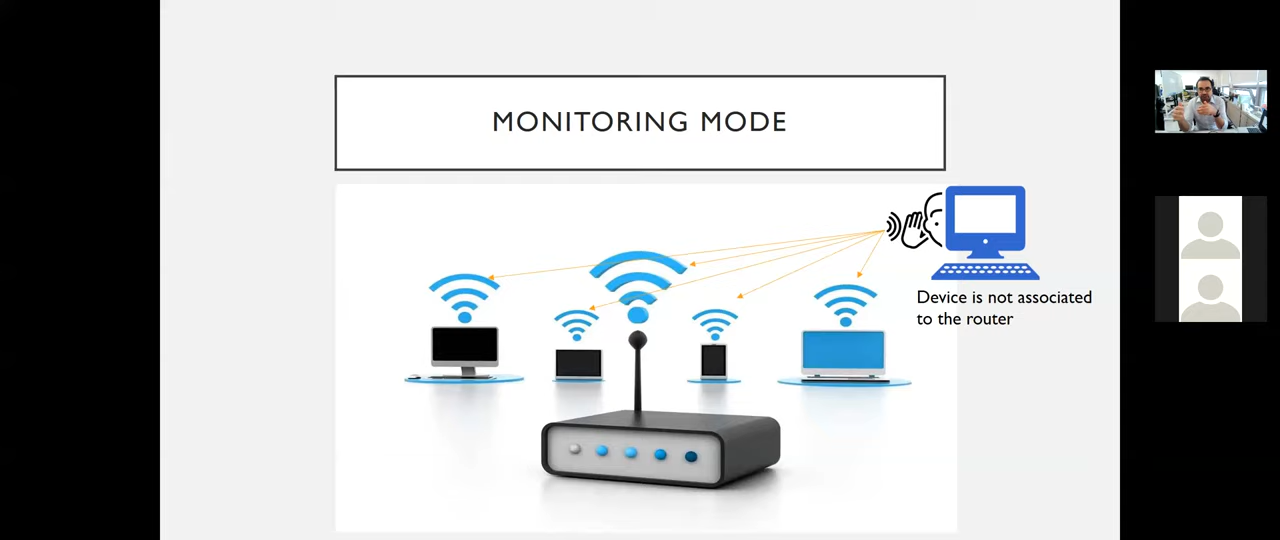 MONITORING MODE
Device is not associated
to the router